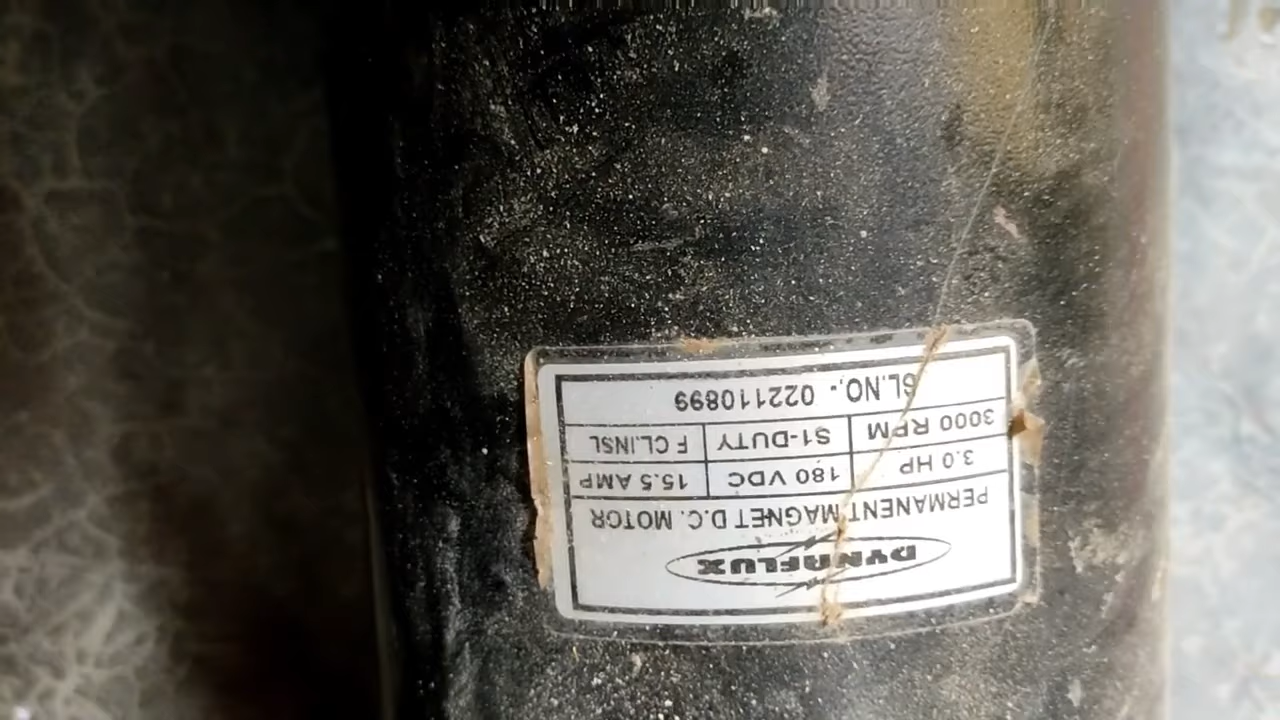 DYNAFLUX
PERMANENT MAGNET D.C. MOTOR
3.0 HP 180 VDC 15.5 AMP
3000 RPM S1-DUTY F CL.INSL
SL.NO.- 022110899